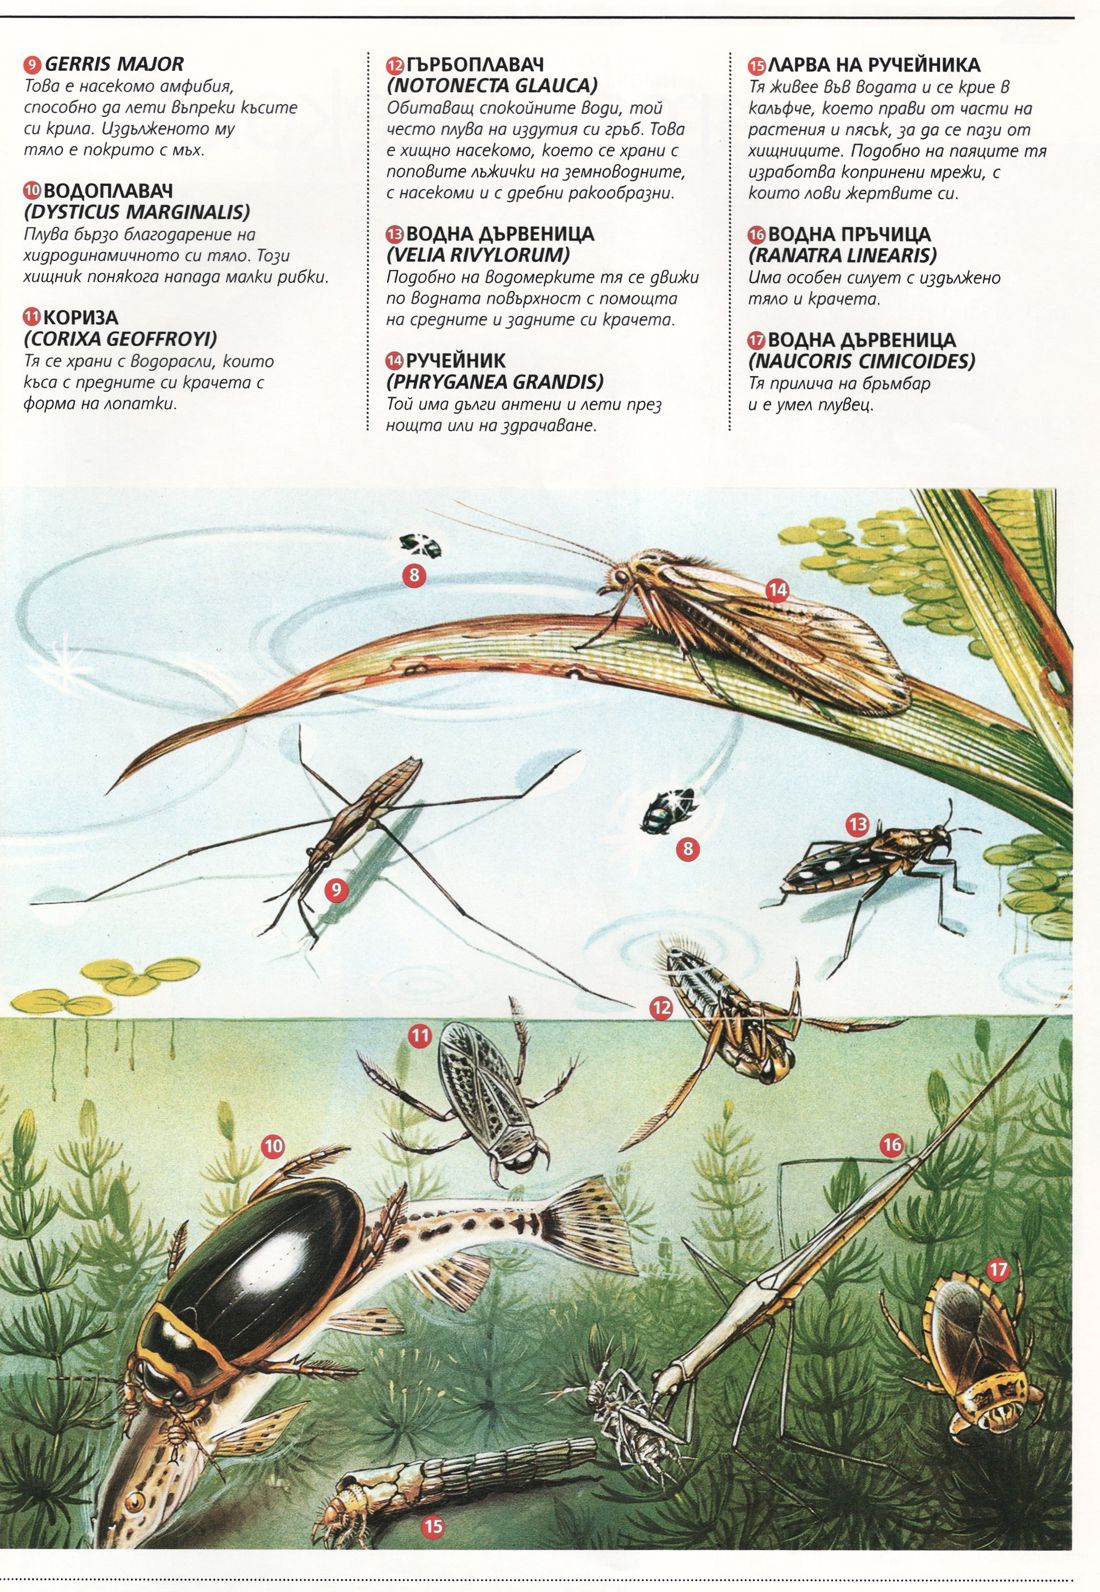 9 GERRIS MAJOR
Това е насекомо амфибия,
способно да лети въпреки късите
си крила. Издълженото му
тяло е покрито с мъх.
10 ВОДОПЛАВАЧ
(DYSTICUS MARGINALIS)
Плува бързо благодарение на
хидродинамичното си тяло. Този
хищник понякога напада малки рибки.
11 КОРИЗА
(CORIXA GEOFFROYI)
Тя се храни с водорасли, които
къса с предните си крачета с
форма на лопатки.
12 ГЪРБОПЛАВАЧ
(NOTONECTA GLAUCA)
Обитаващ спокойните води, той
често плува на издутия си гръб. Това
е хищно насекомо, което се храни с
поповите лъжички на земноводните,
с насекоми и с дребни ракообразни.
13 ВОДНА ДЪРВЕНИЦА
(VELIA RIVYLORUM)
Подобно на водомерките тя се движи
по водната повърхност с помощта
на средните и задните си крачета.
14 РУЧЕЙНИК
(PHRYGANEA GRANDIS)
Той има дълги антени и лети през
нощта или на здрачаване.
15 ЛАРВА НА РУЧЕЙНИКА
Тя живее във водата и се крие в
калъфче, което прави от части на
растения и пясък, за да се пази от
хищниците. Подобно на паяците тя
изработва копринени мрежи, с
които лови жертвите си.
16 ВОДНА ПРЪЧИЦА
(RANATRA LINEARIS)
Има особен силует с издължено
тяло и крачета.
17 ВОДНА ДЪРВЕНИЦА
(NAUCORIS CIMICOIDES)
Тя прилича на бръмбар
и е умел плувец.
8
14
8
13
9
12
11
10
16
17
15